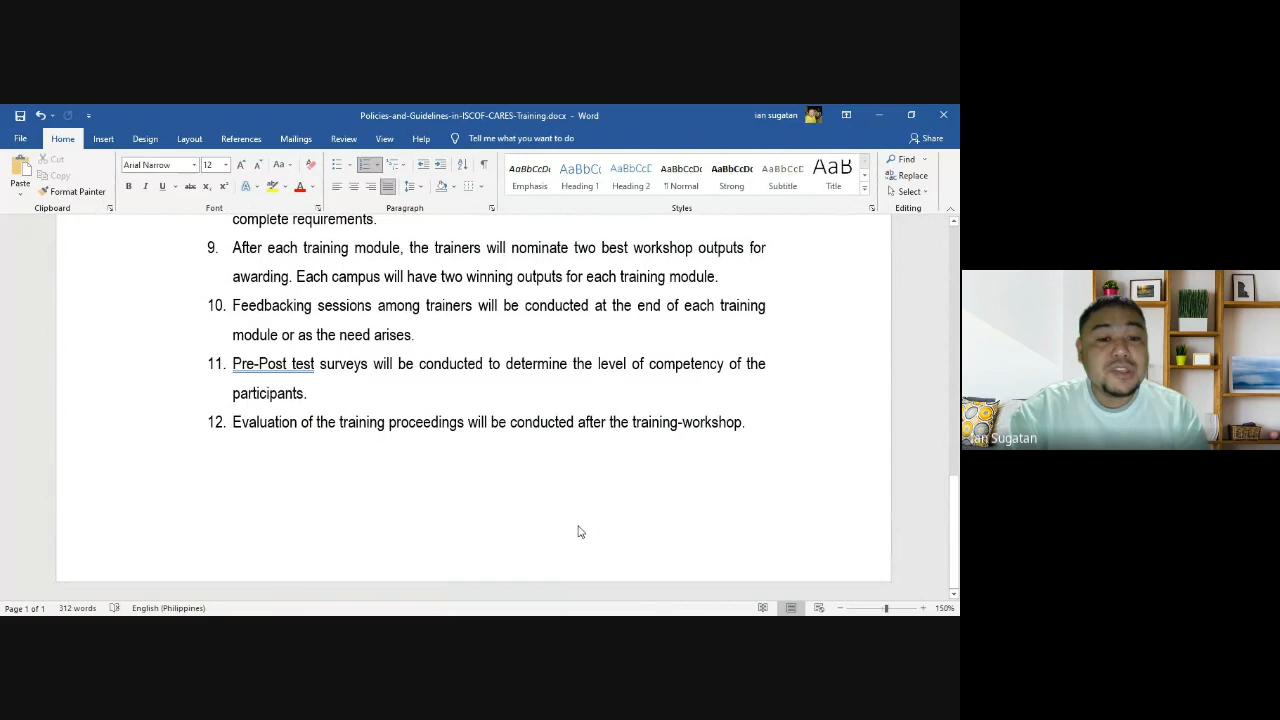 Policies-and-Guidelines-in-ISCOF-CARES-Training.docx - Word
ian sugatan
File Home Insert Design Layout References Mailings Review View Help Tell me what you want to do Share
Paste
Cut
Copy
Format Painter
Clipboard
Arial Narrow 12
Font
Paragraph
AaBbCcDc AaBbCc AaBbCcD AaBbCcDc AaBbCcDc AaBbCcDc AaB
Emphasis Heading 1 Heading 2 ¶ Normal Strong Subtitle Title
Styles
Find
Replace
Select
Editing
complete requirements.
9. After each training module, the trainers will nominate two best workshop outputs for
awarding. Each campus will have two winning outputs for each training module.
10. Feedbacking sessions among trainers will be conducted at the end of each training
module or as the need arises.
11. Pre-Post test surveys will be conducted to determine the level of competency of the
participants.
12. Evaluation of the training proceedings will be conducted after the training-workshop.
Ian Sugatan
Page 1 of 1 312 words English (Philippines) 150%